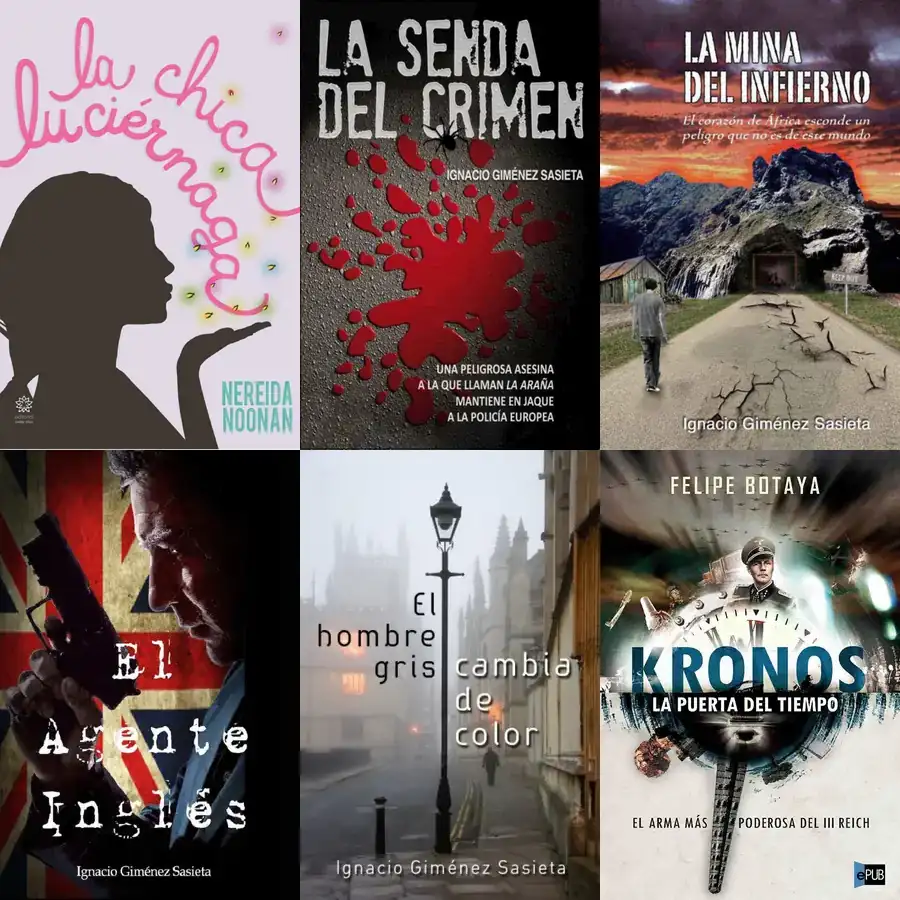 la chica
luciérnaga
NEREIDA
NOONAN
LA SENDA
DEL CRIMEN
IGNACIO GIMÉNEZ SASIETA
UNA PELIGROSA ASESINA
A LA QUE LLAMAN LA ARAÑA
MANTIENE EN JAQUE
A LA POLICÍA EUROPEA
LA MINA
DEL INFIERNO
El corazón de África esconde un
peligro que no es de este mundo
KEEP OUT
Ignacio Giménez Sasieta
El
Agente
Inglés
Ignacio Giménez Sasieta
El
hombre
gris
cambia
de
color
Ignacio Giménez Sasieta
FELIPE BOTAYA
KRONOS
LA PUERTA DEL TIEMPO
EL ARMA MÁS PODEROSA DEL III REICH
ePUB